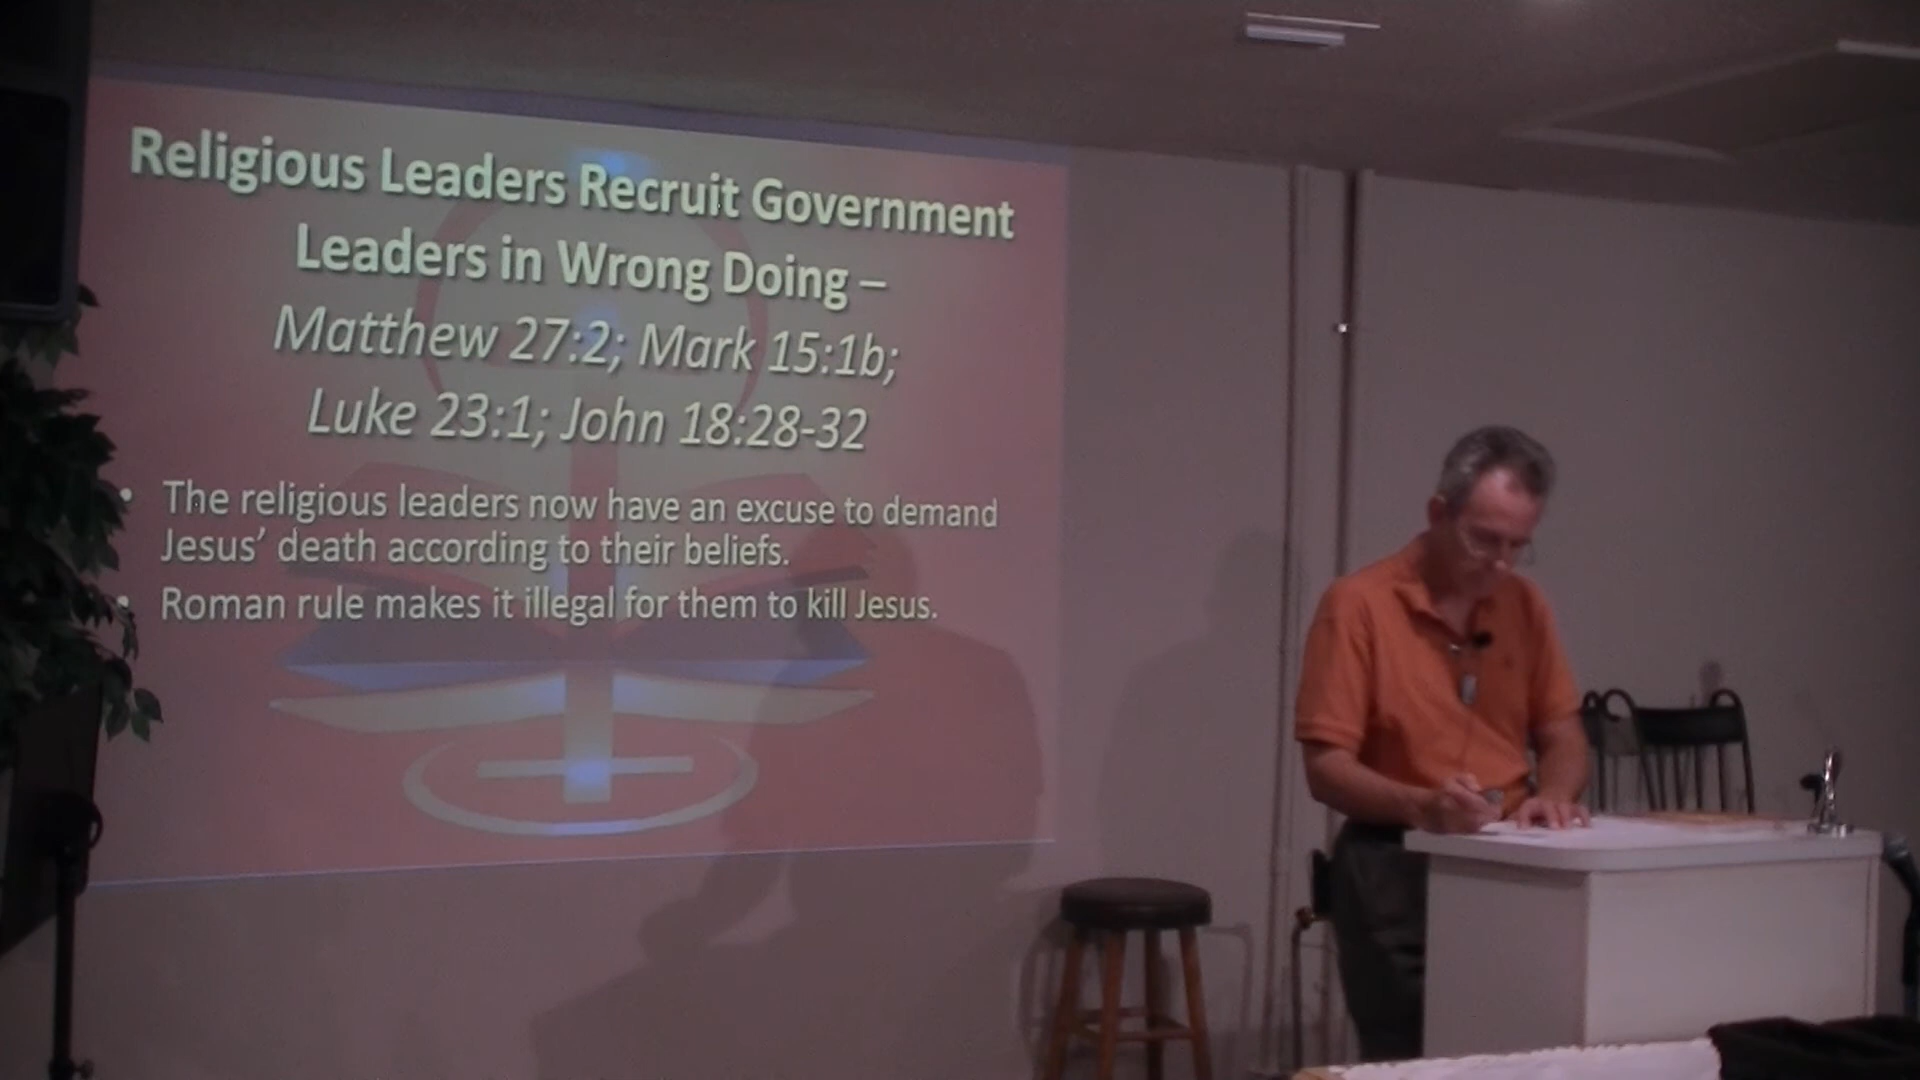 Religious Leaders Recruit Government
Leaders in Wrong Doing –
Matthew 27:2; Mark 15:1b;
Luke 23:1; John 18:28-32
• The religious leaders now have an excuse to demand
Jesus’ death according to their beliefs.
• Roman rule makes it illegal for them to kill Jesus.